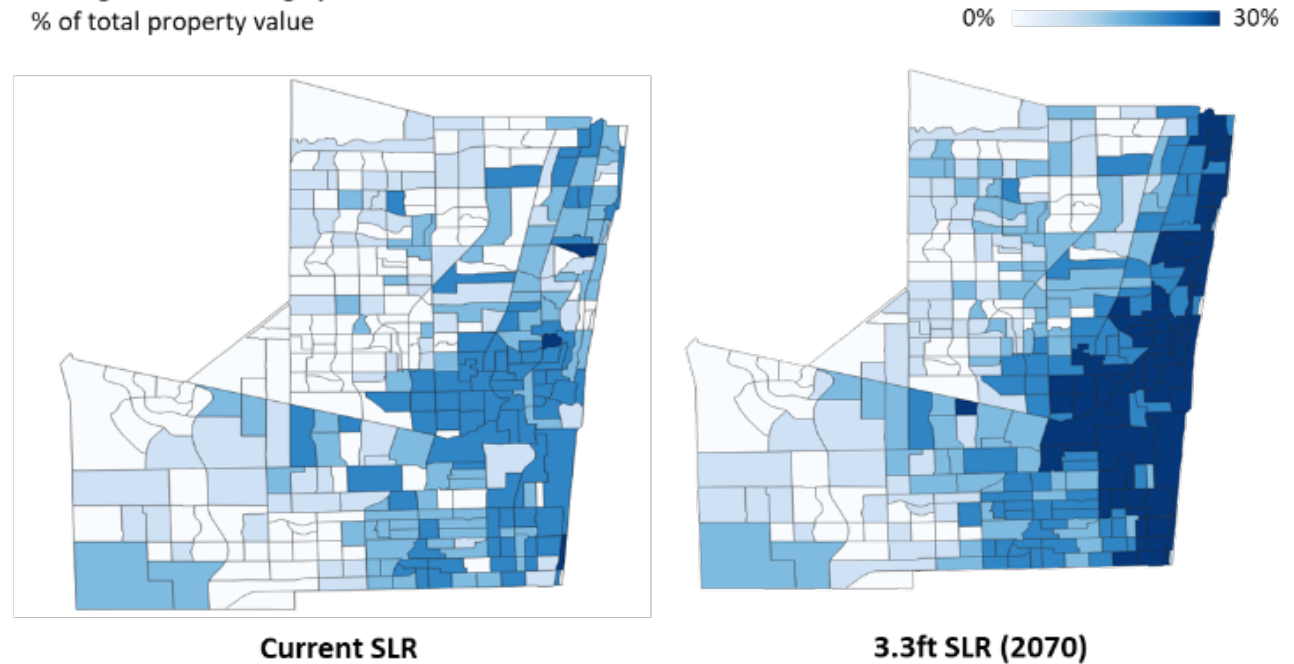 % of total property value
0% 30%
Current SLR
3.3ft SLR (2070)